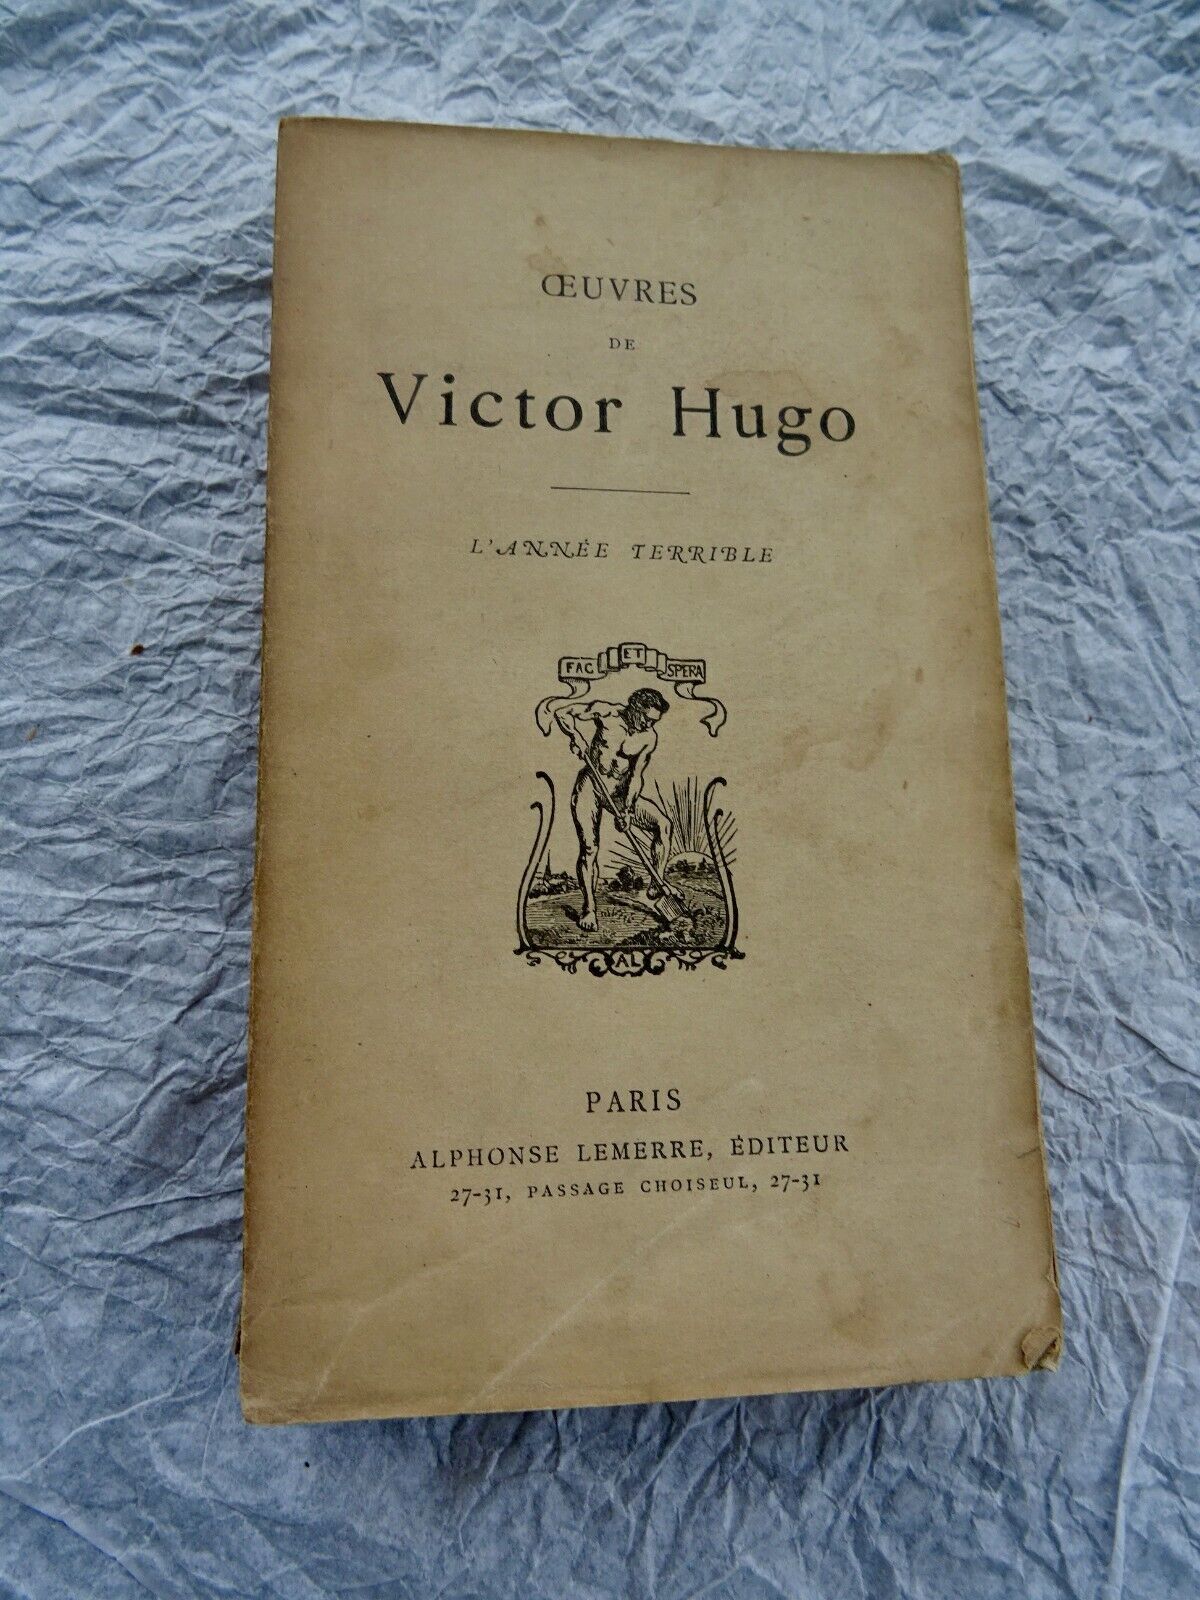 ŒUVRES
DE
Victor Hugo
L'ANNÉE TERRIBLE
FAC ET SPERA
AL
PARIS
ALPHONSE LEMERRE, ÉDITEUR
27-31, PASSAGE CHOISEUL, 27-31